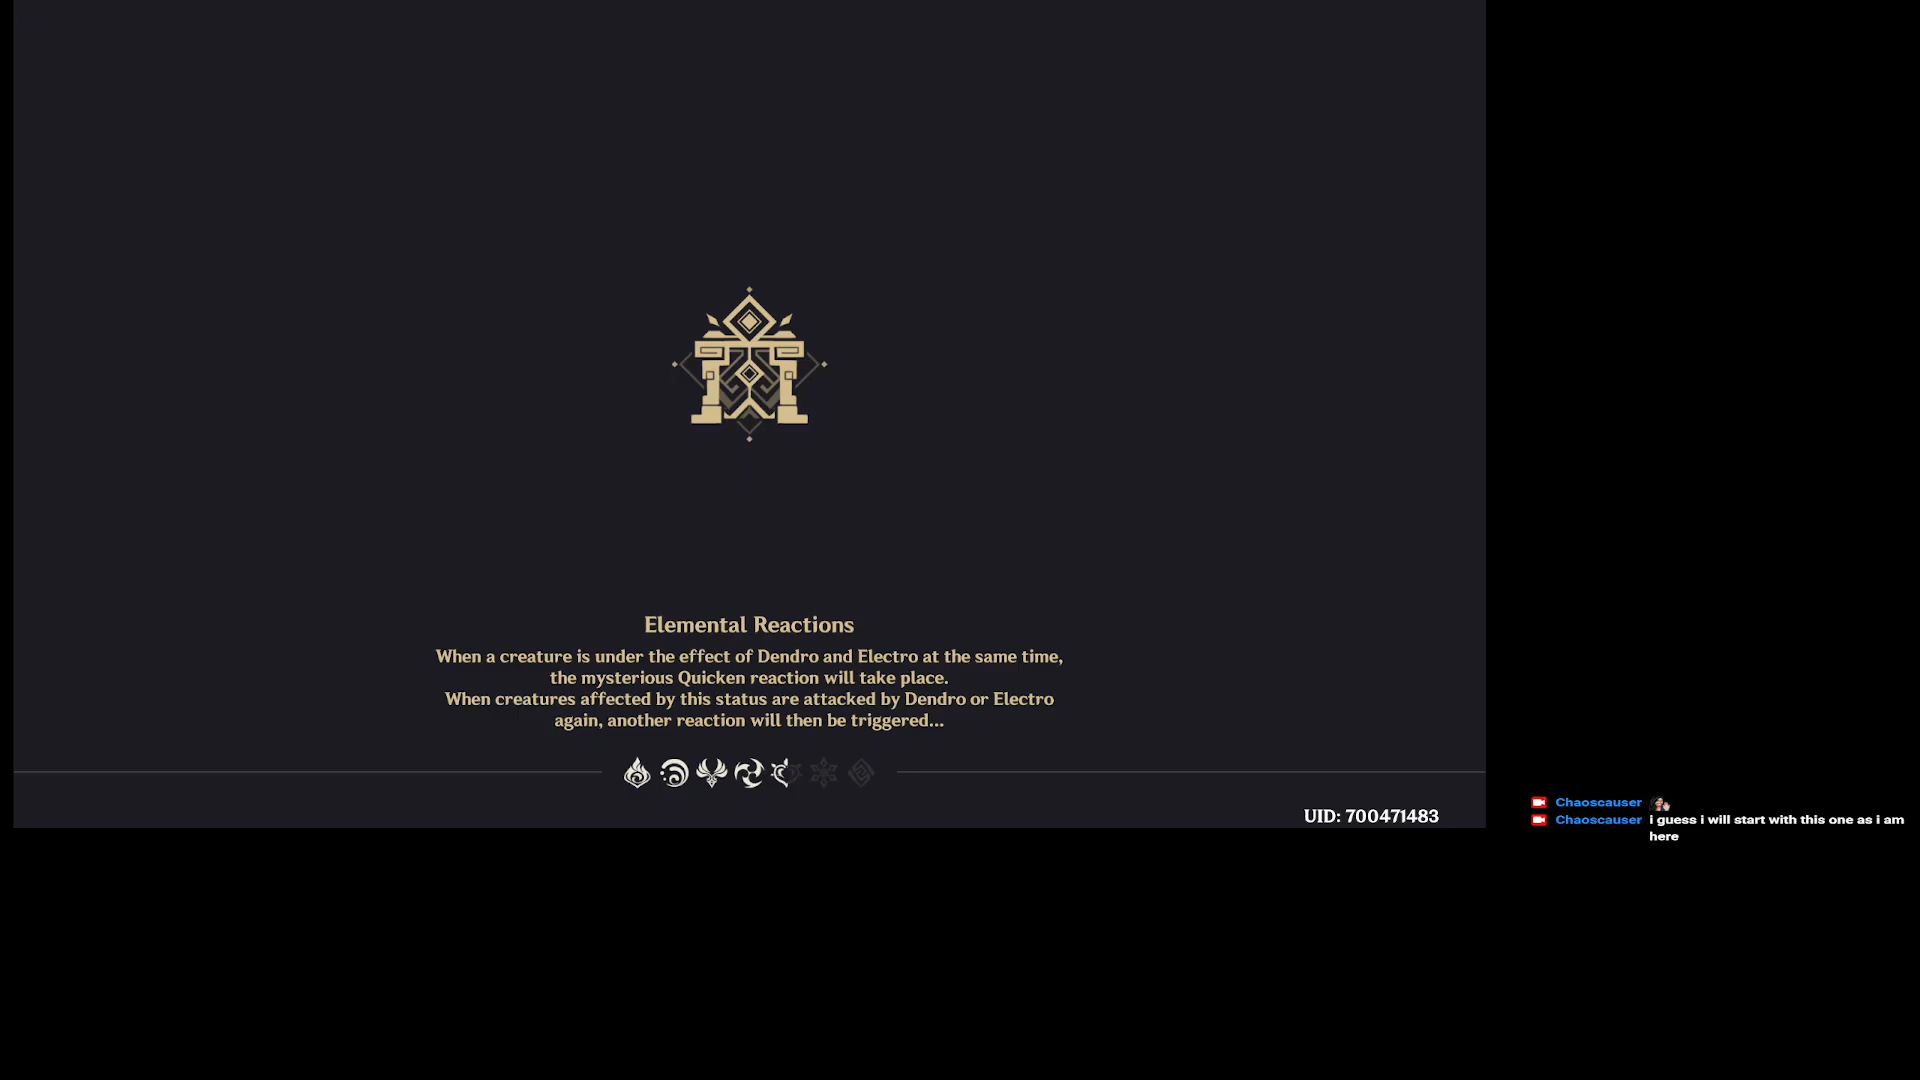 Elemental Reactions
When a creature is under the effect of Dendro and Electro at the same time,
the mysterious Quicken reaction will take place.
When creatures affected by this status are attacked by Dendro or Electro
again, another reaction will then be triggered...
UID: 700471483
Chaoscauser
Chaoscauser i guess i will start with this one as i am
here